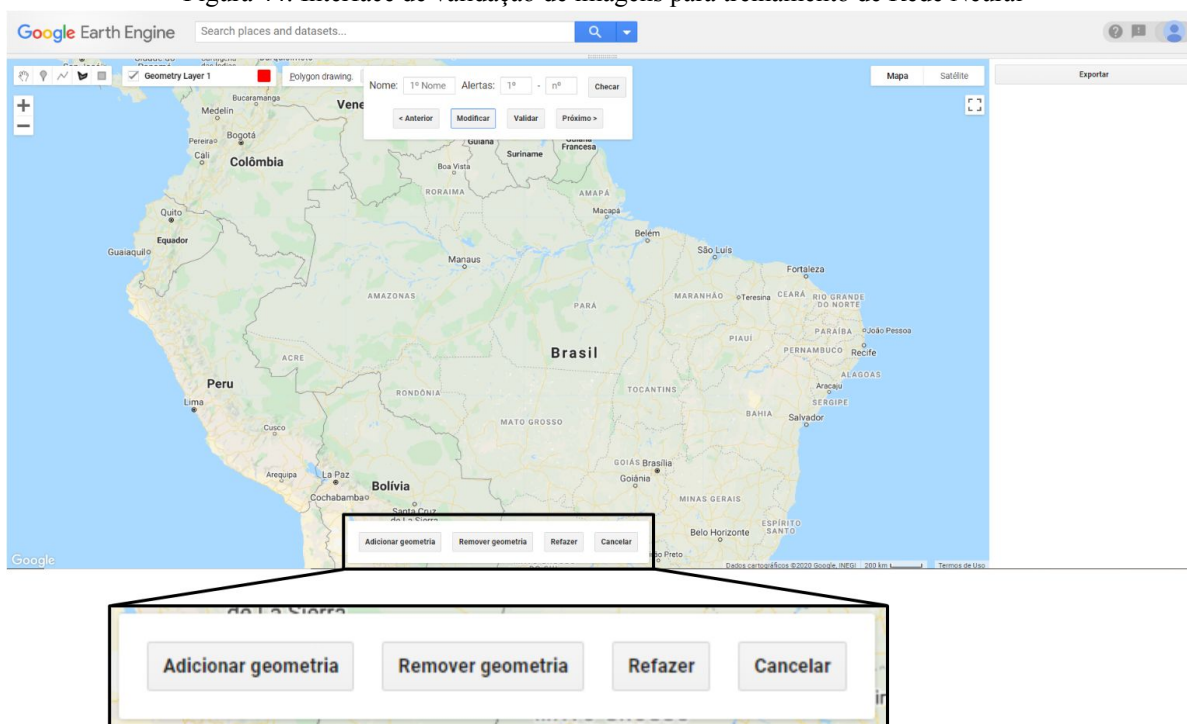 Google Earth Engine
Search places and datasets...
Geometry Layer 1
Polygon drawing.
Nome: 1º Nome Alertas: 1º - nº Checar
< Anterior Modificar Validar Próximo >
Mapa Satélite
Exportar
Bucaramanga
Medelín
Vene
Pereira
Bogotá
Cali
Colômbia
Guiana
Suriname
Guiana
Francesa
Boa Vista
RORAIMA
AMAPÁ
Macapá
Quito
Equador
Guaiaquil
Belém
São Luís
Manaus
Fortaleza
AMAZONAS
PARÁ
MARANHÃO
Teresina
CEARÁ
RIO GRANDE
DO NORTE
PARAÍBA
João Pessoa
PIAUÍ
PERNAMBUCO
Recife
Brasil
ACRE
ALAGOAS
Peru
RONDÔNIA
TOCANTINS
Aracaju
SERGIPE
Lima
BAHIA
Salvador
MATO GROSSO
Cusco
GOIÁS
Brasília
Goiânia
Arequipa
La Paz
Bolívia
Cochabamba
Santa Cruz
de La Sierra
MINAS GERAIS
Belo Horizonte
ESPÍRITO
SANTO
Adicionar geometria Remover geometria Refazer Cancelar
Preto
Google
Dados cartográficos ©2020 Google, INEGI 200 km Termos de Uso
de La Sierra
Adicionar geometria Remover geometria Refazer Cancelar